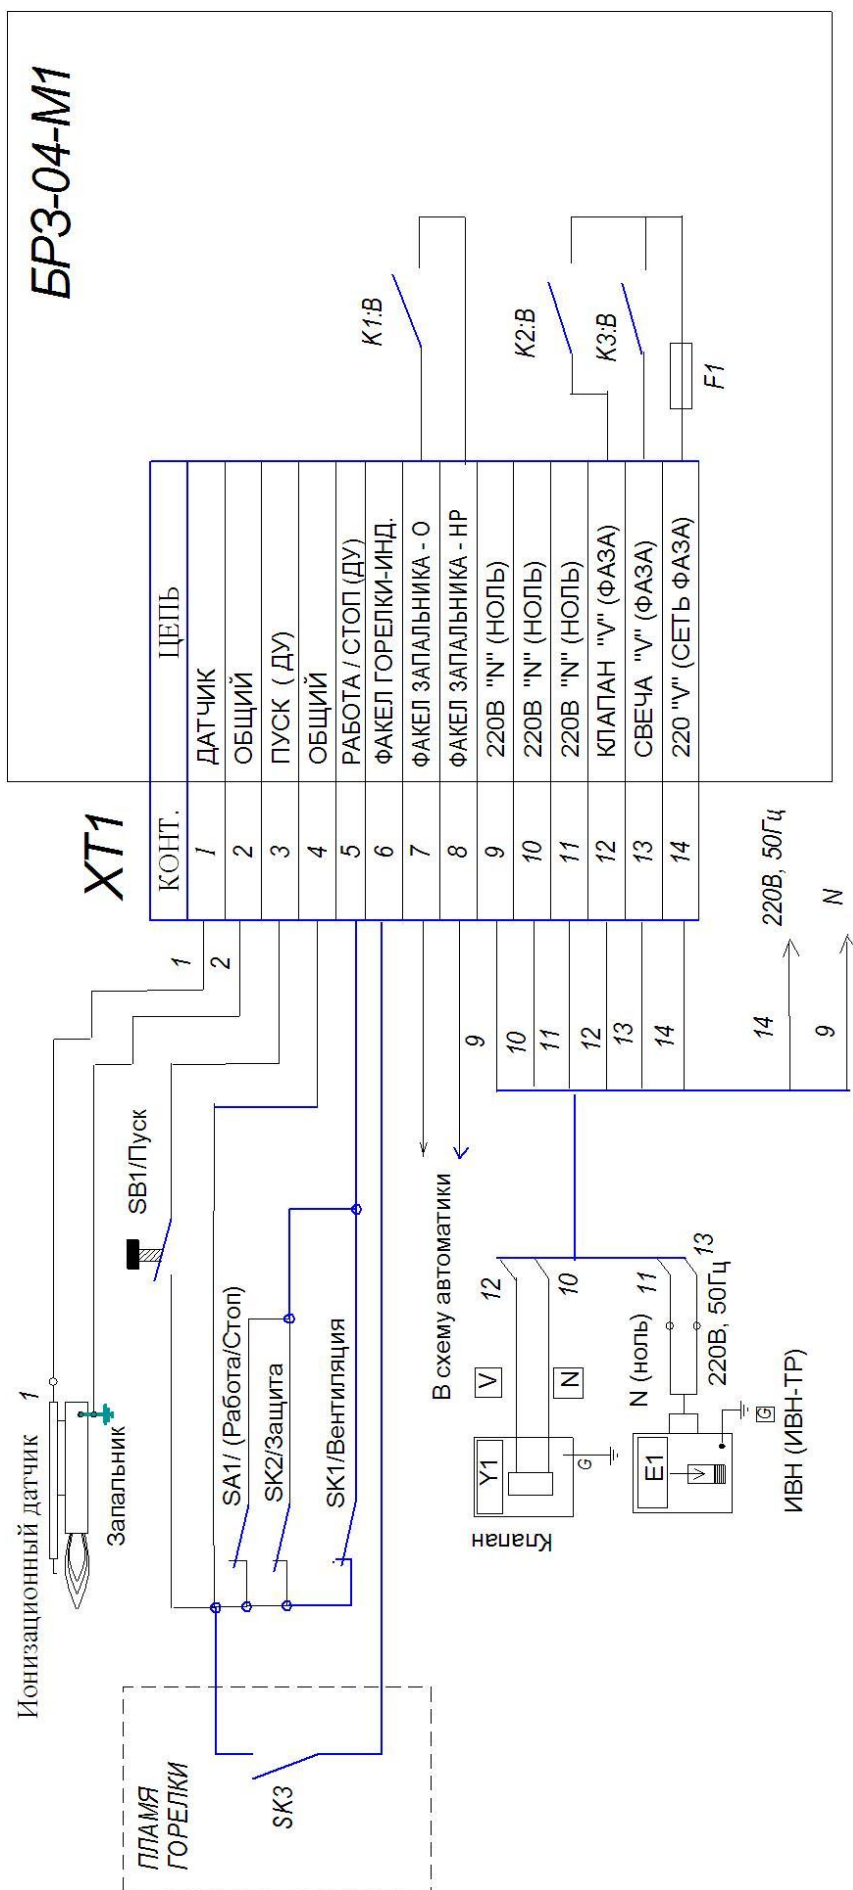 БРЗ-04-М1
ХТ1
КОНТ. ЦЕПЬ
1 ДАТЧИК
2 ОБЩИЙ
3 ПУСК ( ДУ)
4 ОБЩИЙ
5 РАБОТА / СТОП (ДУ)
6 ФАКЕЛ ГОРЕЛКИ-ИНД.
7 ФАКЕЛ ЗАПАЛЬНИКА - О
8 ФАКЕЛ ЗАПАЛЬНИКА - НР
9 220В "N" (НОЛЬ)
10 220В "N" (НОЛЬ)
11 220В "N" (НОЛЬ)
12 КЛАПАН "V" (ФАЗА)
13 СВЕЧА "V" (ФАЗА)
14 220 "V" (СЕТЬ ФАЗА)
К1:В
К2:В
К3:В
F1
Ионизационный датчик
1
Запальник
1
2
SB1/Пуск
SA1/ (Работа/Стоп)
SK2/Защита
SK1/Вентиляция
ПЛАМЯ
ГОРЕЛКИ
SK3
В схему автоматики
9
10
11
12
13
14
14
220В, 50Гц
9
N
12
10
11
13
V
N
N (ноль)
220В, 50Гц
Y1
G
Клапан
E1
V
G
ИВН (ИВН-ТР)